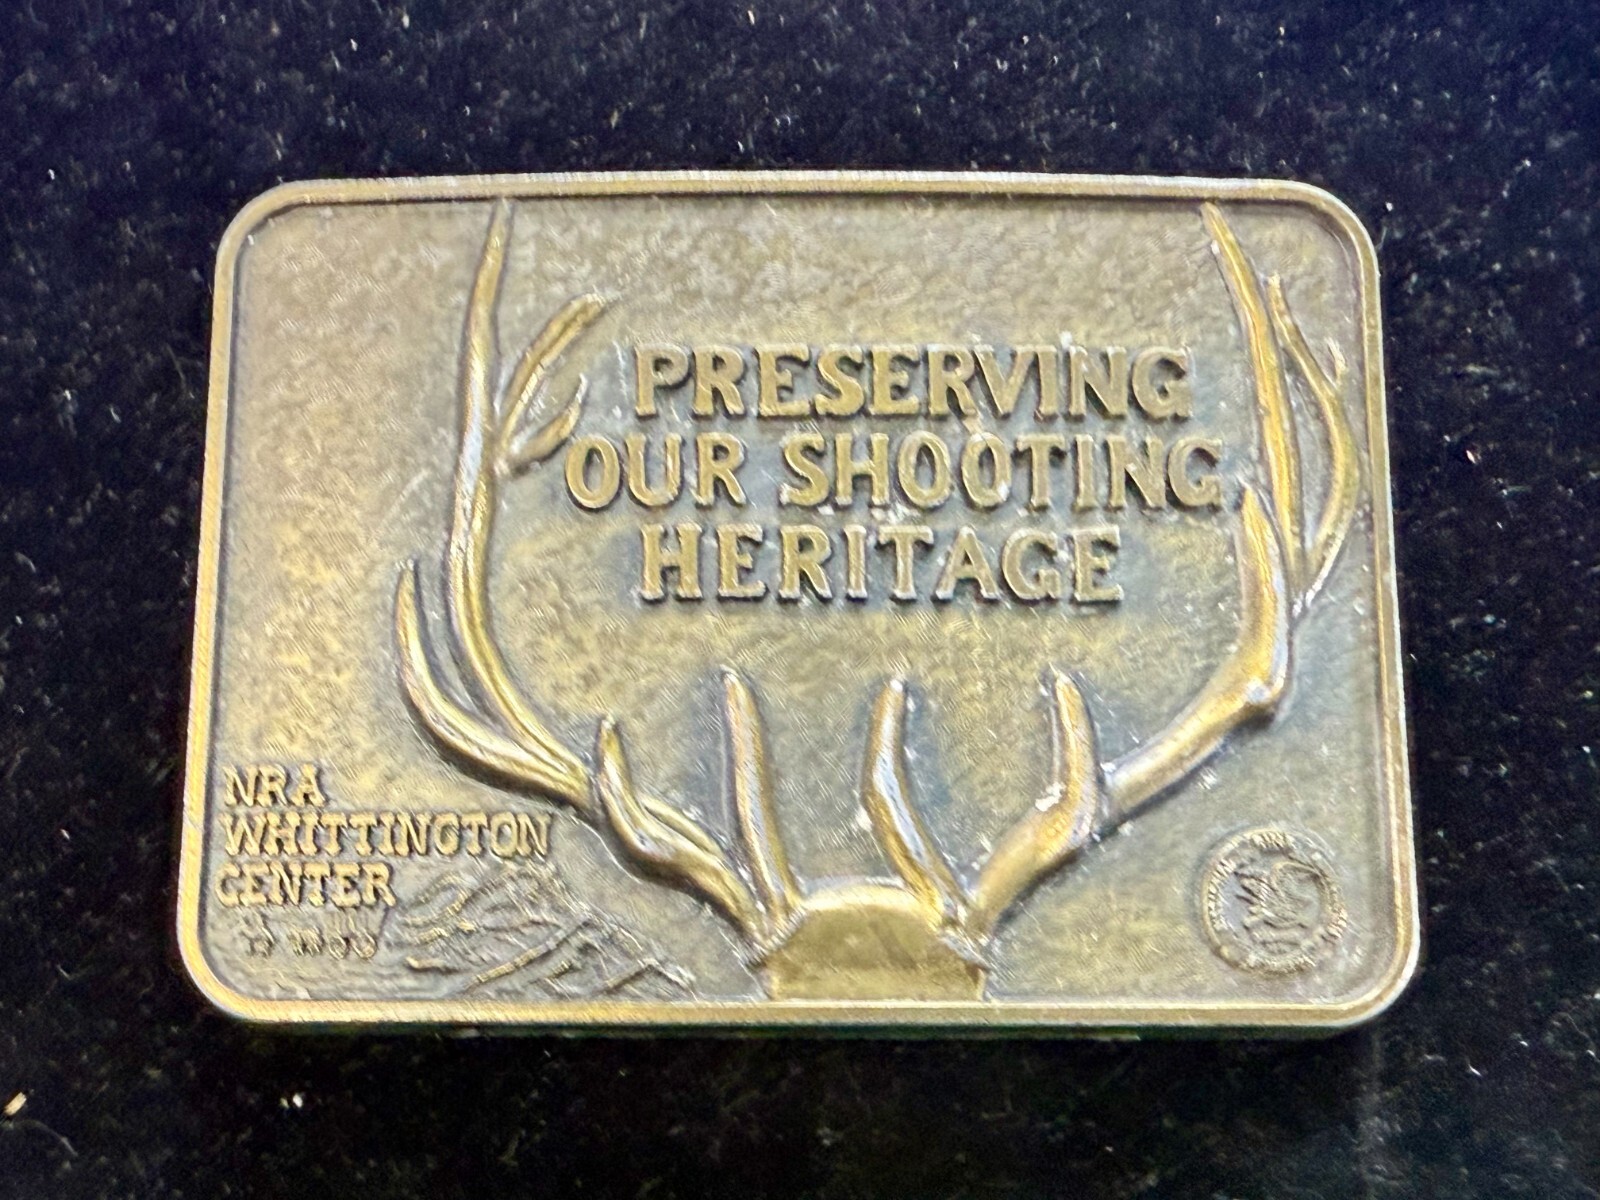 PRESERVING
OUR SHOOTING
HERITAGE
NRA
WHITTINGTON
CENTER